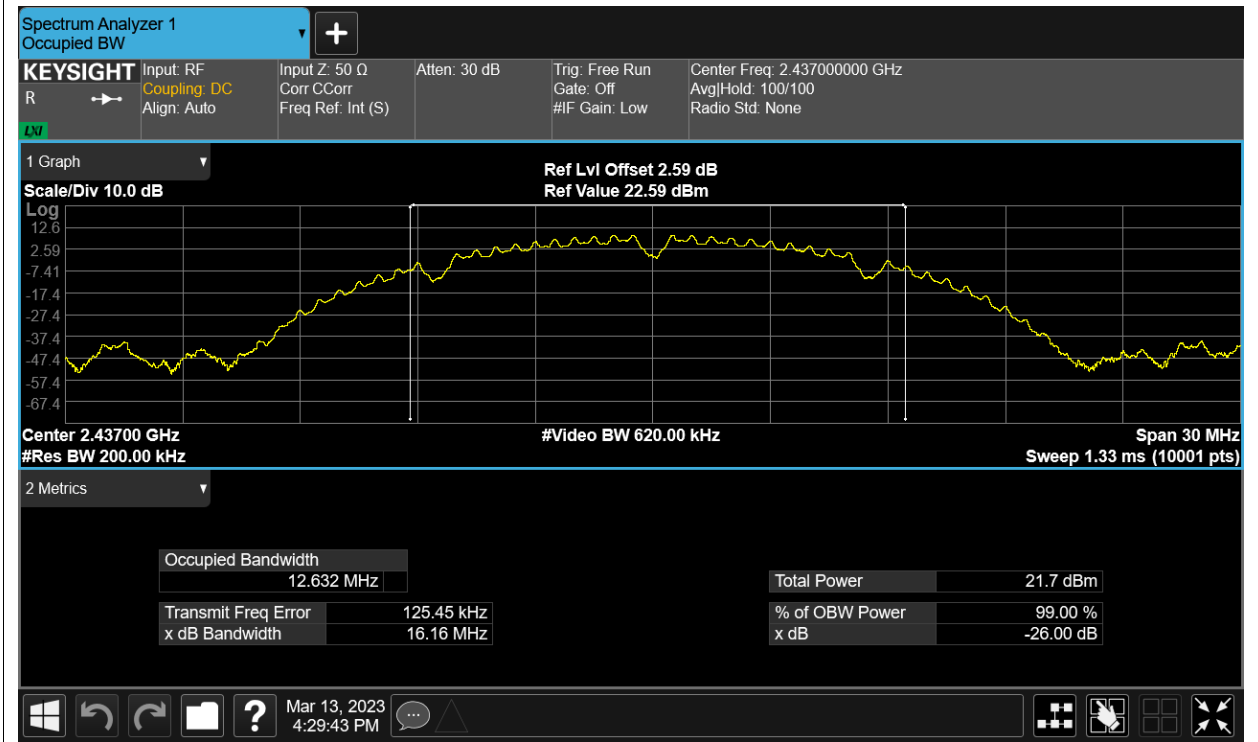 Spectrum Analyzer 1
Occupied BW
KEYSIGHT
R
LXI
Input: RF
Coupling: DC
Align: Auto
Input Z: 50 Ω
Corr CCorr
Freq Ref: Int (S)
Atten: 30 dB
Trig: Free Run
Gate: Off
#IF Gain: Low
Center Freq: 2.437000000 GHz
Avg|Hold: 100/100
Radio Std: None
1 Graph
Scale/Div 10.0 dB
Ref Lvl Offset 2.59 dB
Ref Value 22.59 dBm
Log
12.6
2.59
-7.41
-17.4
-27.4
-37.4
-47.4
-57.4
-67.4
Center 2.43700 GHz
#Video BW 620.00 kHz
Span 30 MHz
#Res BW 200.00 kHz
Sweep 1.33 ms (10001 pts)
2 Metrics
Occupied Bandwidth
12.632 MHz
Total Power 21.7 dBm
Transmit Freq Error 125.45 kHz
% of OBW Power 99.00 %
x dB Bandwidth 16.16 MHz
x dB -26.00 dB
?
Mar 13, 2023
4:29:43 PM